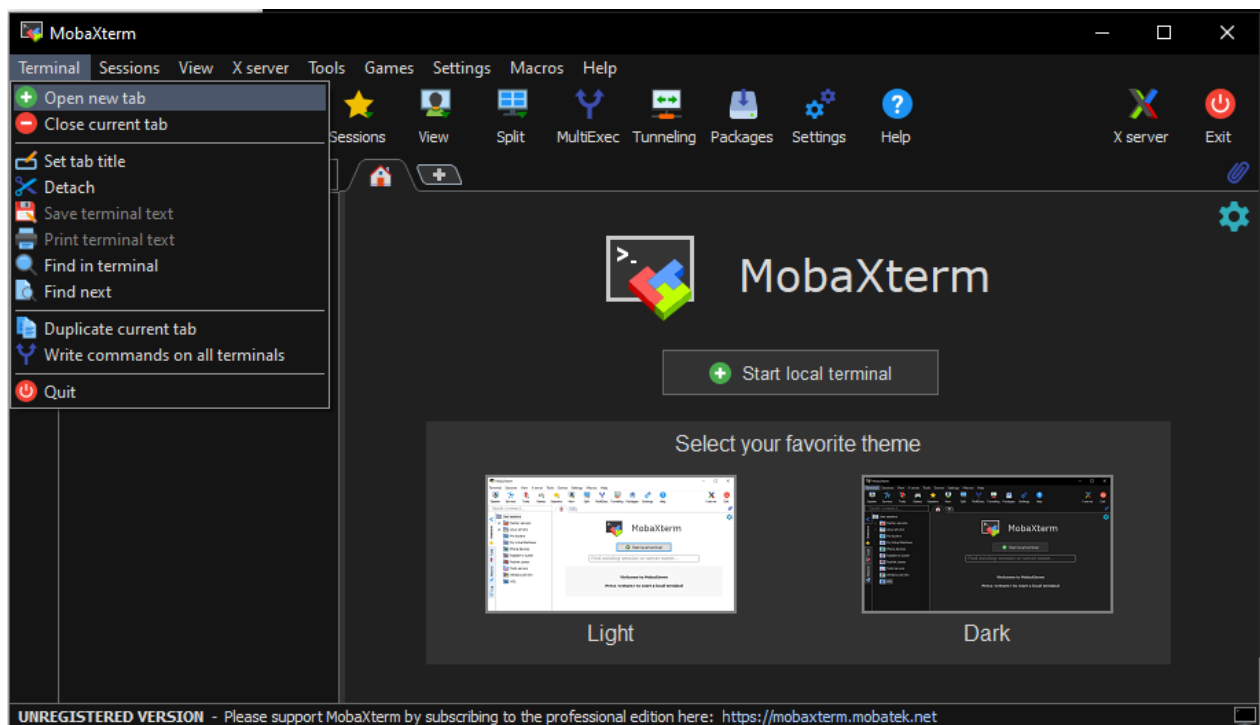 MobaXterm
Terminal Sessions View X server Tools Games Settings Macros Help
Open new tab
Close current tab
Set tab title
Detach
Save terminal text
Print terminal text
Find in terminal
Find next
Duplicate current tab
Write commands on all terminals
Quit
Sessions View Split MultiExec Tunneling Packages Settings Help X server Exit
MobaXterm
Start local terminal
Select your favorite theme
MobaXterm
MobaXterm
Light
Dark
UNREGISTERED VERSION - Please support MobaXterm by subscribing to the professional edition here: https://mobaxterm.mobatek.net